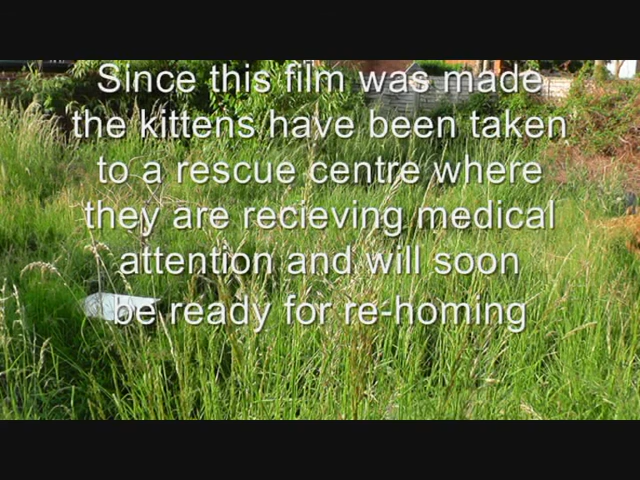 Since this film was made
the kittens have been taken
to a rescue centre where
they are recieving medical
attention and will soon
be ready for re-homing